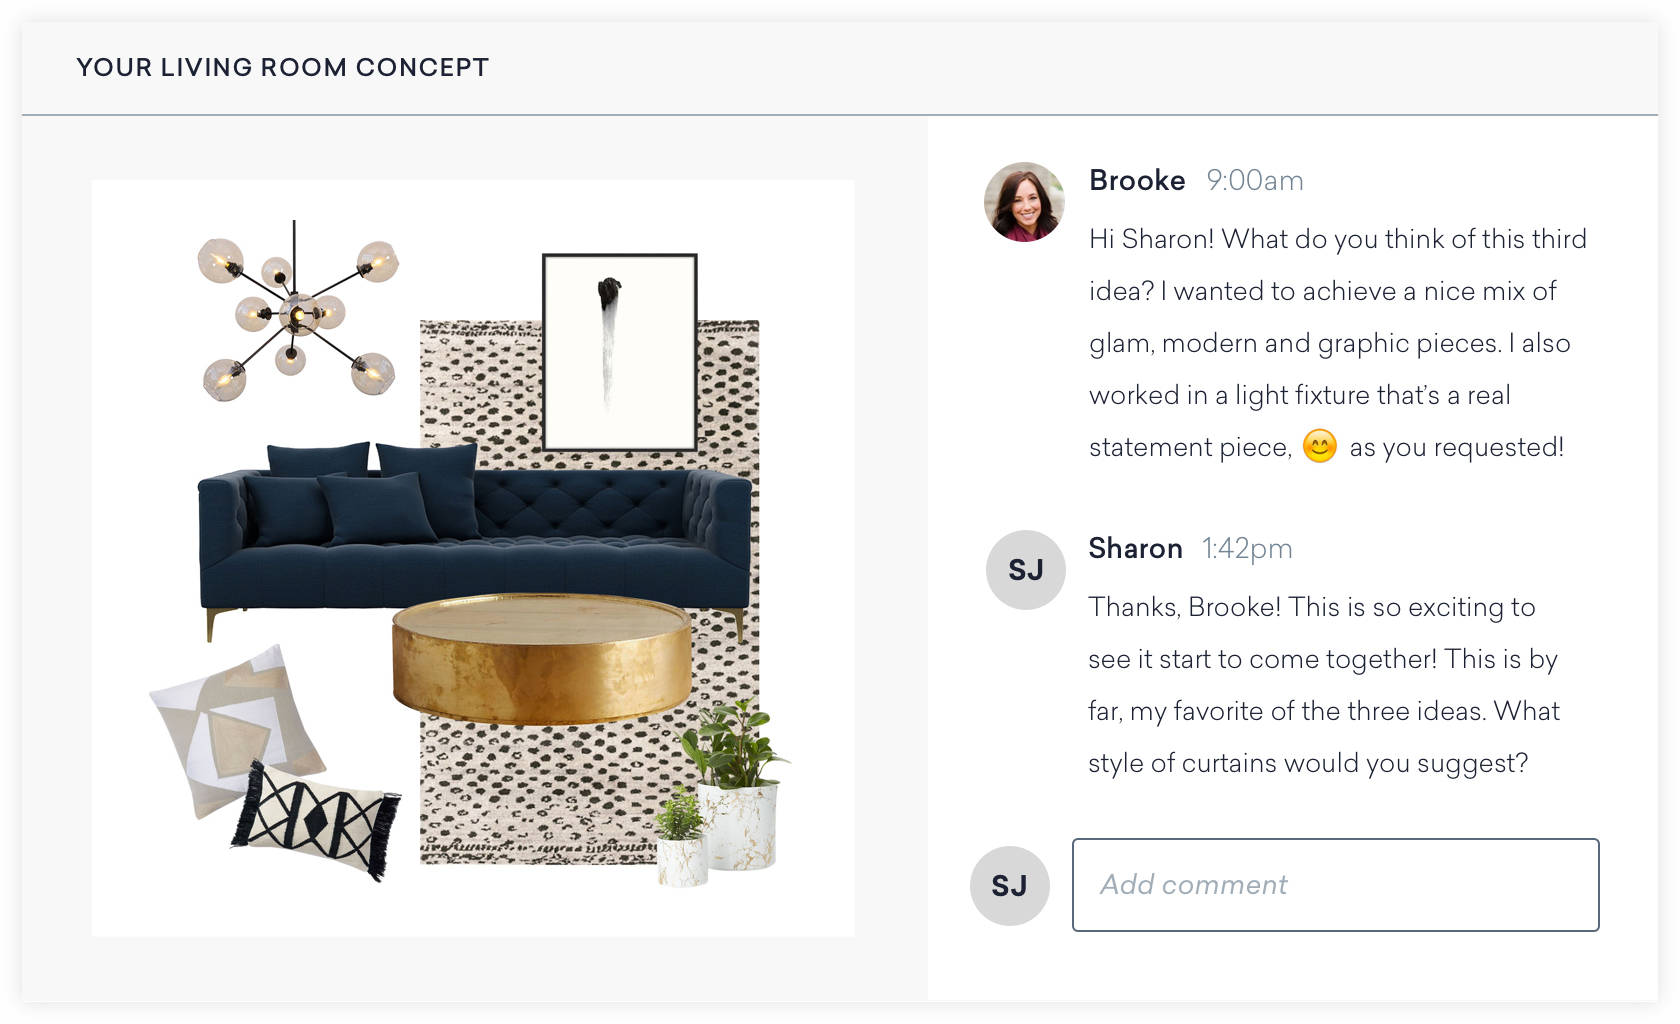 YOUR LIVING ROOM CONCEPT
Brooke 9:00am
Hi Sharon! What do you think of this third
idea? I wanted to achieve a nice mix of
glam, modern and graphic pieces. I also
worked in a light fixture that’s a real
statement piece, 😊 as you requested!
SJ
Sharon 1:42pm
Thanks, Brooke! This is so exciting to
see it start to come together! This is by
far, my favorite of the three ideas. What
style of curtains would you suggest?
SJ
Add comment